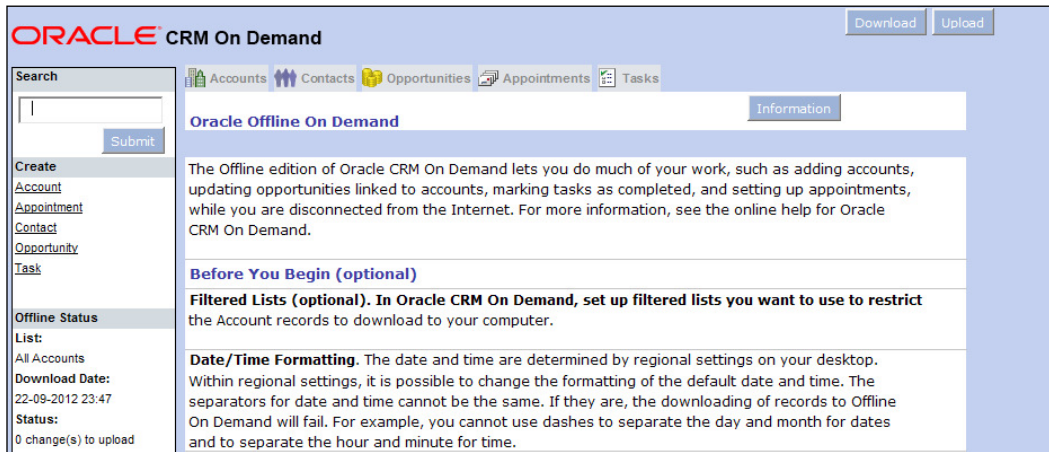 Download Upload
ORACLE CRM On Demand
Search
Submit
Create
Account
Appointment
Contact
Opportunity
Task
Offline Status
List:
All Accounts
Download Date:
22-09-2012 23:47
Status:
0 change(s) to upload
Accounts Contacts Opportunities Appointments Tasks
Oracle Offline On Demand
Information
The Offline edition of Oracle CRM On Demand lets you do much of your work, such as adding accounts,
updating opportunities linked to accounts, marking tasks as completed, and setting up appointments,
while you are disconnected from the Internet. For more information, see the online help for Oracle
CRM On Demand.
Before You Begin (optional)
Filtered Lists (optional). In Oracle CRM On Demand, set up filtered lists you want to use to restrict
the Account records to download to your computer.
Date/Time Formatting. The date and time are determined by regional settings on your desktop.
Within regional settings, it is possible to change the formatting of the default date and time. The
separators for date and time cannot be the same. If they are, the downloading of records to Offline
On Demand will fail. For example, you cannot use dashes to separate the day and month for dates
and to separate the hour and minute for time.